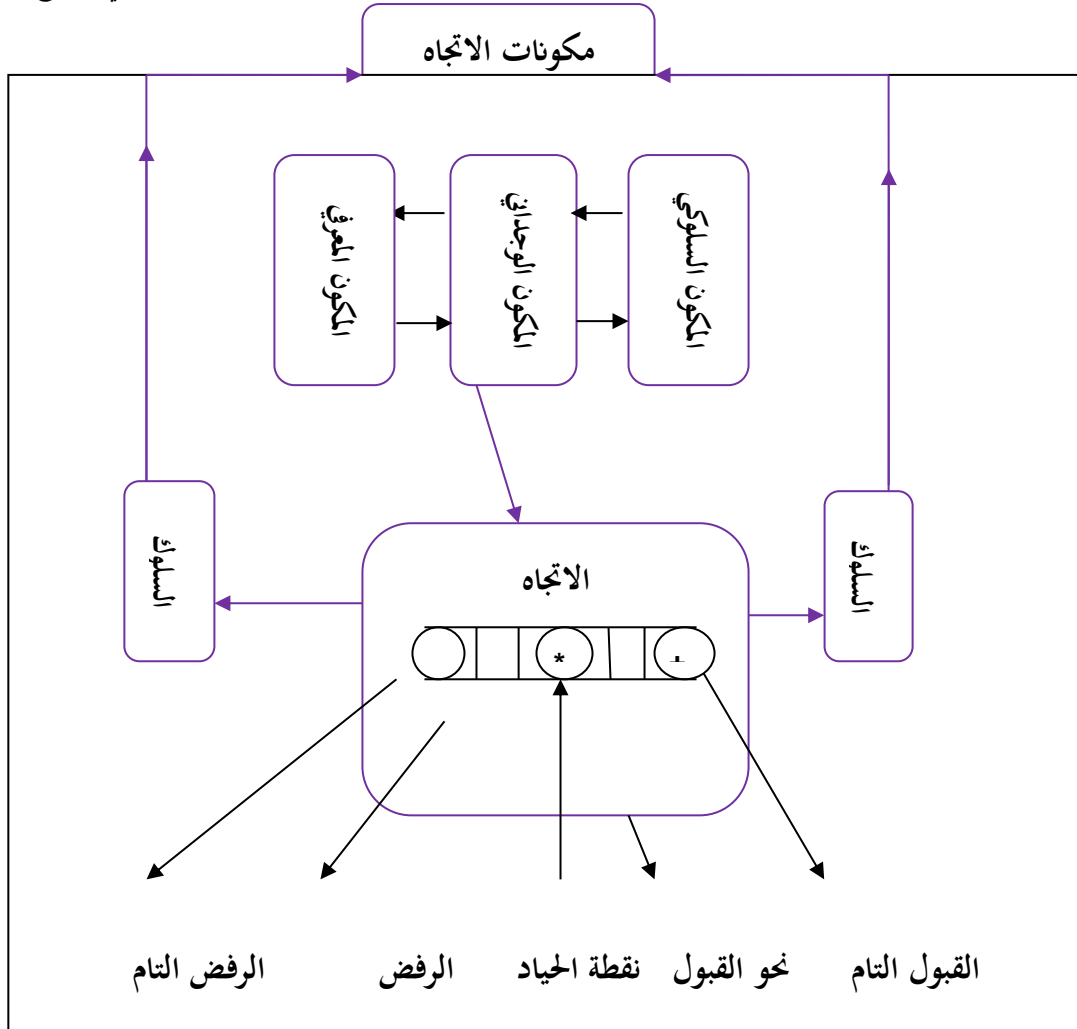 مكونات الاتجاه
المكون السلوكي
المكون الوجداني
المكون المعرفي
السلوك
السلوك
الاتجاه
+
*
القبول التام
نحو القبول
نقطة الحياد
الرفض
الرفض التام